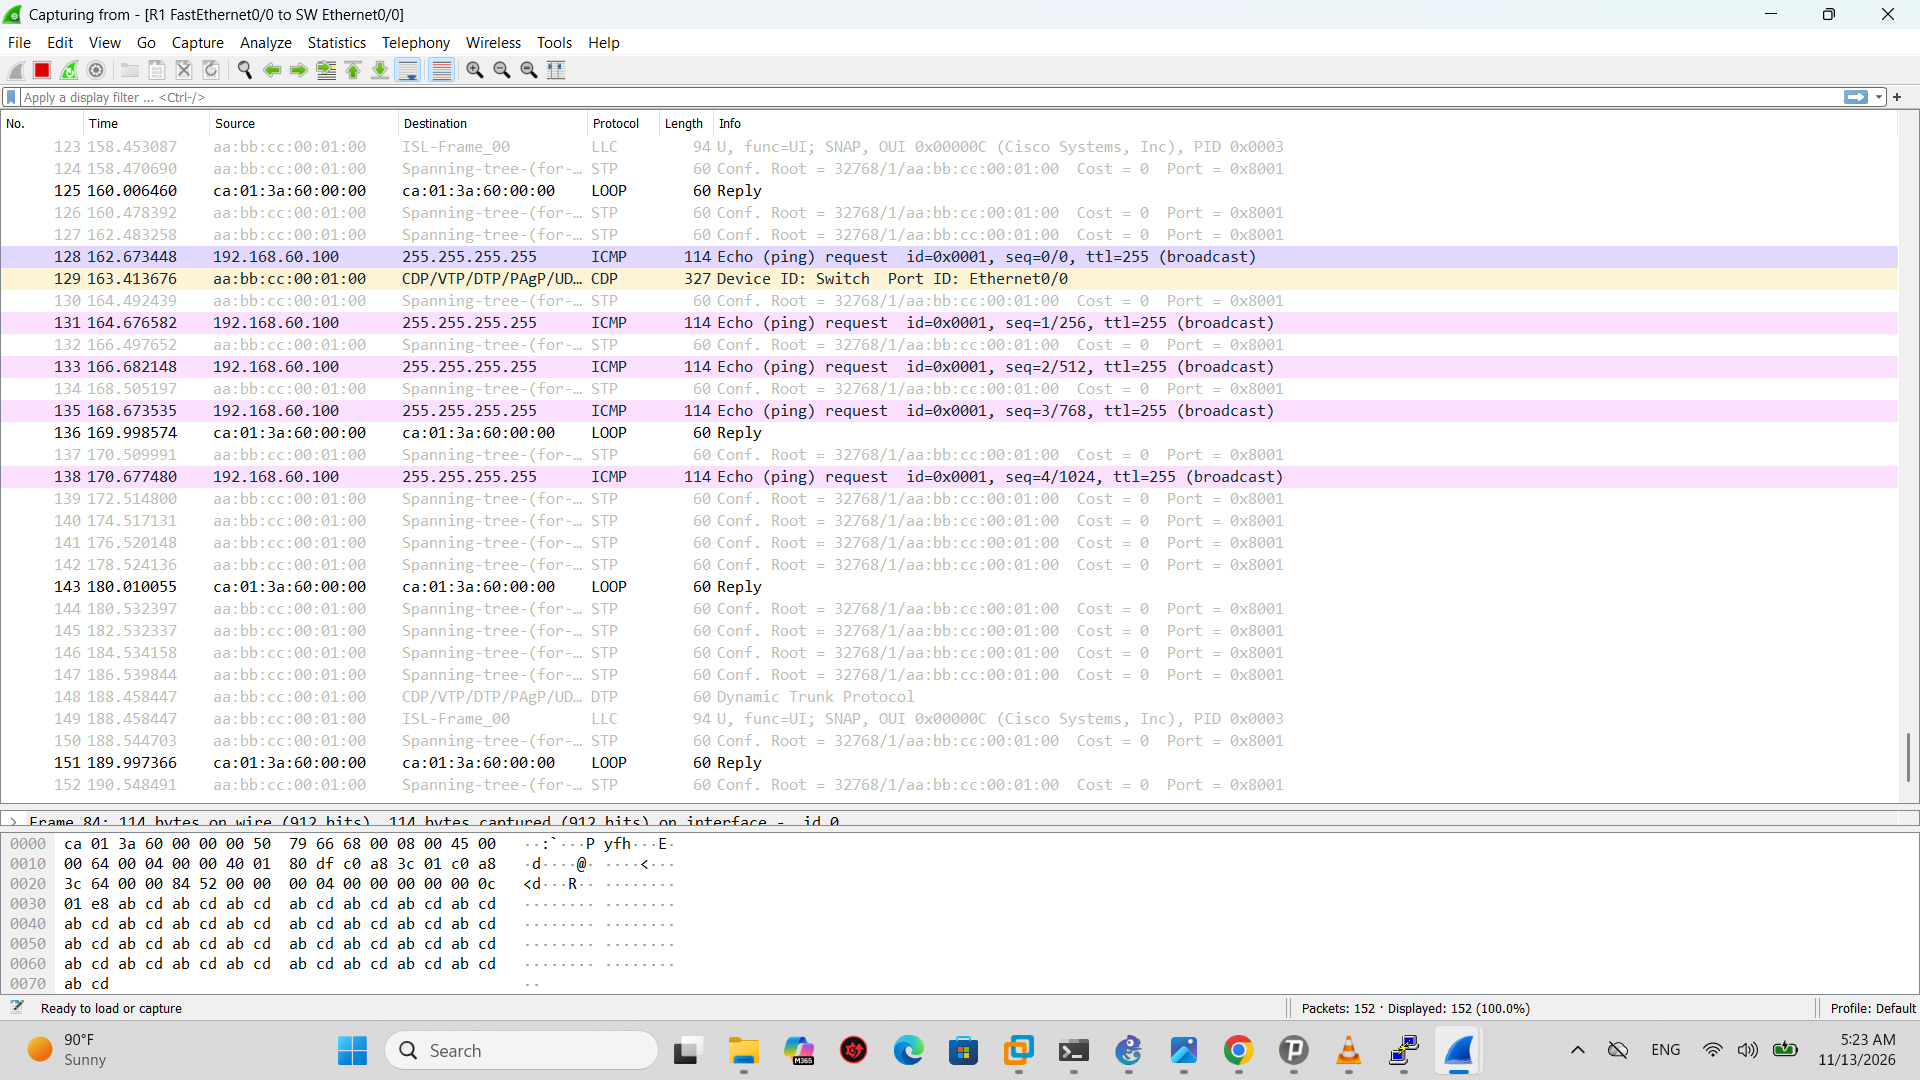 Capturing from - [R1 FastEthernet0/0 to SW Ethernet0/0]
File Edit View Go Capture Analyze Statistics Telephony Wireless Tools Help
Apply a display filter ... <Ctrl-/>
No. Time Source Destination Protocol Length Info
123 158.453087 aa:bb:cc:00:01:00 ISL-Frame_00 LLC 94 U, func=UI; SNAP, OUI 0x00000C (Cisco Systems, Inc), PID 0x0003
124 158.470690 aa:bb:cc:00:01:00 Spanning-tree-(for-… STP 60 Conf. Root = 32768/1/aa:bb:cc:00:01:00 Cost = 0 Port = 0x8001
125 160.006460 ca:01:3a:60:00:00 ca:01:3a:60:00:00 LOOP 60 Reply
126 160.478392 aa:bb:cc:00:01:00 Spanning-tree-(for-… STP 60 Conf. Root = 32768/1/aa:bb:cc:00:01:00 Cost = 0 Port = 0x8001
127 162.483258 aa:bb:cc:00:01:00 Spanning-tree-(for-… STP 60 Conf. Root = 32768/1/aa:bb:cc:00:01:00 Cost = 0 Port = 0x8001
128 162.673448 192.168.60.100 255.255.255.255 ICMP 114 Echo (ping) request id=0x0001, seq=0/0, ttl=255 (broadcast)
129 163.413676 aa:bb:cc:00:01:00 CDP/VTP/DTP/PAgP/UD… CDP 327 Device ID: Switch Port ID: Ethernet0/0
130 164.492439 aa:bb:cc:00:01:00 Spanning-tree-(for-… STP 60 Conf. Root = 32768/1/aa:bb:cc:00:01:00 Cost = 0 Port = 0x8001
131 164.676582 192.168.60.100 255.255.255.255 ICMP 114 Echo (ping) request id=0x0001, seq=1/256, ttl=255 (broadcast)
132 166.497652 aa:bb:cc:00:01:00 Spanning-tree-(for-… STP 60 Conf. Root = 32768/1/aa:bb:cc:00:01:00 Cost = 0 Port = 0x8001
133 166.682148 192.168.60.100 255.255.255.255 ICMP 114 Echo (ping) request id=0x0001, seq=2/512, ttl=255 (broadcast)
134 168.505197 aa:bb:cc:00:01:00 Spanning-tree-(for-… STP 60 Conf. Root = 32768/1/aa:bb:cc:00:01:00 Cost = 0 Port = 0x8001
135 168.673535 192.168.60.100 255.255.255.255 ICMP 114 Echo (ping) request id=0x0001, seq=3/768, ttl=255 (broadcast)
136 169.998574 ca:01:3a:60:00:00 ca:01:3a:60:00:00 LOOP 60 Reply
137 170.509991 aa:bb:cc:00:01:00 Spanning-tree-(for-… STP 60 Conf. Root = 32768/1/aa:bb:cc:00:01:00 Cost = 0 Port = 0x8001
138 170.677480 192.168.60.100 255.255.255.255 ICMP 114 Echo (ping) request id=0x0001, seq=4/1024, ttl=255 (broadcast)
139 172.514800 aa:bb:cc:00:01:00 Spanning-tree-(for-… STP 60 Conf. Root = 32768/1/aa:bb:cc:00:01:00 Cost = 0 Port = 0x8001
140 174.517131 aa:bb:cc:00:01:00 Spanning-tree-(for-… STP 60 Conf. Root = 32768/1/aa:bb:cc:00:01:00 Cost = 0 Port = 0x8001
141 176.520148 aa:bb:cc:00:01:00 Spanning-tree-(for-… STP 60 Conf. Root = 32768/1/aa:bb:cc:00:01:00 Cost = 0 Port = 0x8001
142 178.524136 aa:bb:cc:00:01:00 Spanning-tree-(for-… STP 60 Conf. Root = 32768/1/aa:bb:cc:00:01:00 Cost = 0 Port = 0x8001
143 180.010055 ca:01:3a:60:00:00 ca:01:3a:60:00:00 LOOP 60 Reply
144 180.532397 aa:bb:cc:00:01:00 Spanning-tree-(for-… STP 60 Conf. Root = 32768/1/aa:bb:cc:00:01:00 Cost = 0 Port = 0x8001
145 182.532337 aa:bb:cc:00:01:00 Spanning-tree-(for-… STP 60 Conf. Root = 32768/1/aa:bb:cc:00:01:00 Cost = 0 Port = 0x8001
146 184.534158 aa:bb:cc:00:01:00 Spanning-tree-(for-… STP 60 Conf. Root = 32768/1/aa:bb:cc:00:01:00 Cost = 0 Port = 0x8001
147 186.539844 aa:bb:cc:00:01:00 Spanning-tree-(for-… STP 60 Conf. Root = 32768/1/aa:bb:cc:00:01:00 Cost = 0 Port = 0x8001
148 188.458447 aa:bb:cc:00:01:00 CDP/VTP/DTP/PAgP/UD… DTP 60 Dynamic Trunk Protocol
149 188.458447 aa:bb:cc:00:01:00 ISL-Frame_00 LLC 94 U, func=UI; SNAP, OUI 0x00000C (Cisco Systems, Inc), PID 0x0003
150 188.544703 aa:bb:cc:00:01:00 Spanning-tree-(for-… STP 60 Conf. Root = 32768/1/aa:bb:cc:00:01:00 Cost = 0 Port = 0x8001
151 189.997366 ca:01:3a:60:00:00 ca:01:3a:60:00:00 LOOP 60 Reply
152 190.548491 aa:bb:cc:00:01:00 Spanning-tree-(for-… STP 60 Conf. Root = 32768/1/aa:bb:cc:00:01:00 Cost = 0 Port = 0x8001
Frame 84: 114 bytes on wire (912 bits), 114 bytes captured (912 bits) on interface -, id 0
0000 ca 01 3a 60 00 00 00 50 79 66 68 00 08 00 45 00 ··:`···P yfh···E·
0010 00 64 00 04 00 00 40 01 80 df c0 a8 3c 01 c0 a8 ·d····@· ····<···
0020 3c 64 00 00 84 52 00 00 00 04 00 00 00 00 00 0c <d···R·· ········
0030 01 e8 ab cd ab cd ab cd ab cd ab cd ab cd ab cd ········ ········
0040 ab cd ab cd ab cd ab cd ab cd ab cd ab cd ab cd ········ ········
0050 ab cd ab cd ab cd ab cd ab cd ab cd ab cd ab cd ········ ········
0060 ab cd ab cd ab cd ab cd ab cd ab cd ab cd ab cd ········ ········
0070 ab cd ··
Ready to load or capture Packets: 152 · Displayed: 152 (100.0%) Profile: Default
90°F
Sunny
Search
M365
ENG
5:23 AM
11/13/2026